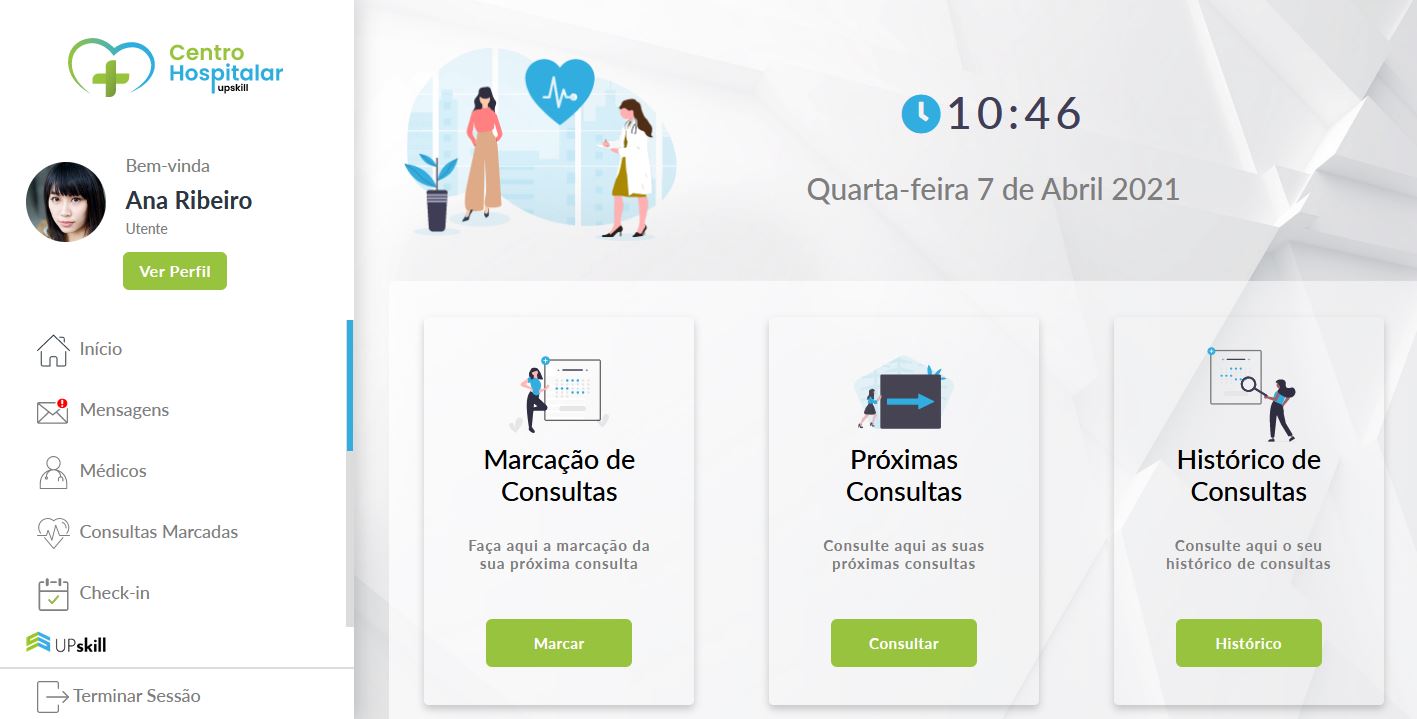 Centro
Hospitalar
upskill
Bem-vinda
Ana Ribeiro
Utente
Ver Perfil
Início
Mensagens
Médicos
Consultas Marcadas
Check-in
UPskill
Terminar Sessão
10:46
Quarta-feira 7 de Abril 2021
Marcação de
Consultas
Faça aqui a marcação da
sua próxima consulta
Marcar
Próximas
Consultas
Consulte aqui as suas
próximas consultas
Consultar
Histórico de
Consultas
Consulte aqui o seu
histórico de consultas
Histórico